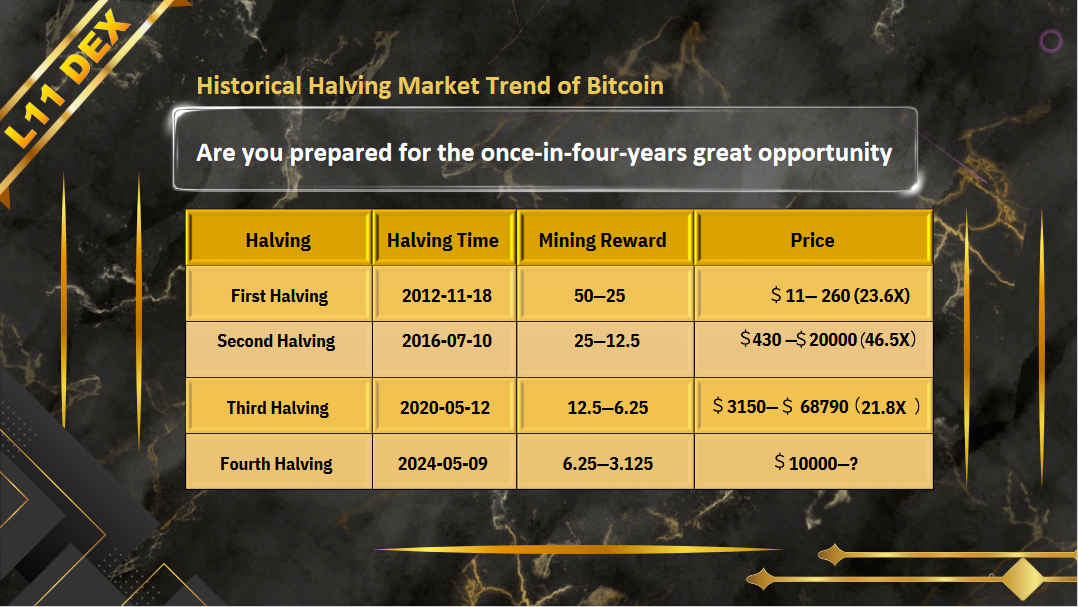 L11 DEX
Historical Halving Market Trend of Bitcoin
Are you prepared for the once-in-four-years great opportunity
Halving Halving Time Mining Reward Price
First Halving 2012-11-18 50—25 $ 11— 260 (23.6X)
Second Halving 2016-07-10 25—12.5 $430 —$ 20000 (46.5X)
Third Halving 2020-05-12 12.5—6.25 $ 3150— $ 68790 (21.8X )
Fourth Halving 2024-05-09 6.25—3.125 $ 10000—?